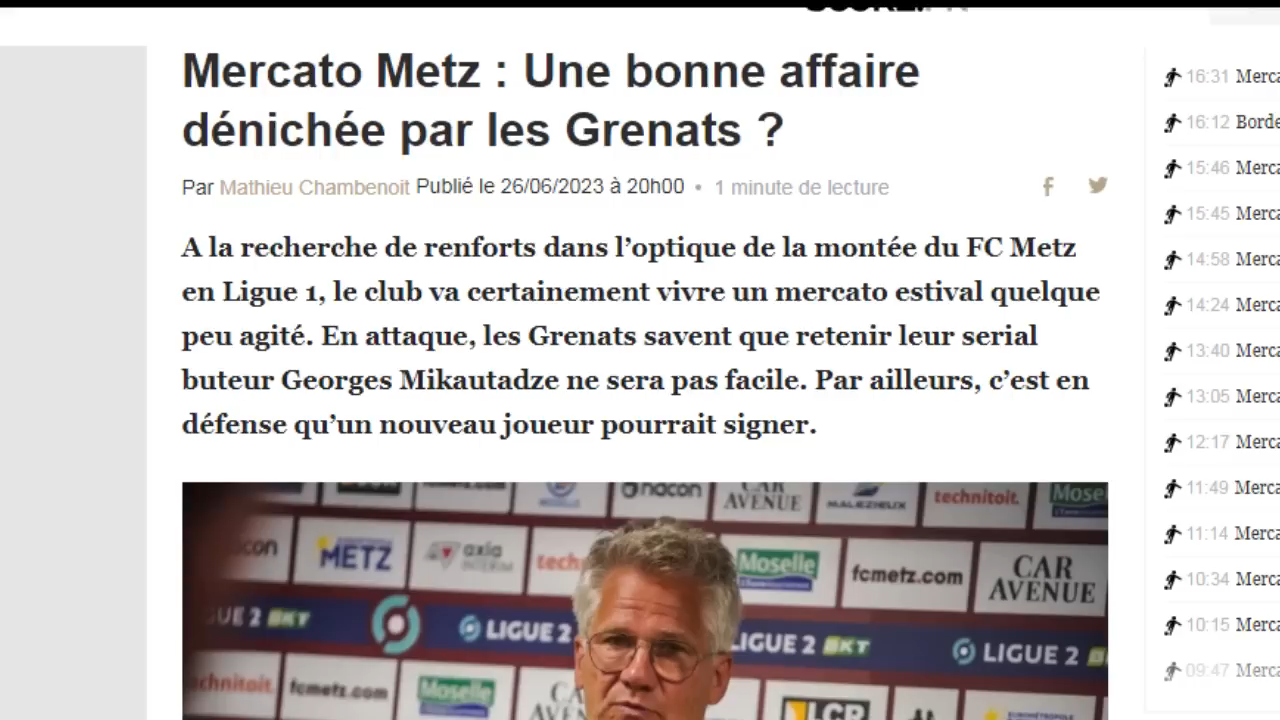 Mercato Metz : Une bonne affaire
dénichée par les Grenats ?
Par Mathieu Chambenoit Publié le 26/06/2023 à 20h00 • 1 minute de lecture
A la recherche de renforts dans l’optique de la montée du FC Metz
en Ligue 1, le club va certainement vivre un mercato estival quelque
peu agité. En attaque, les Grenats savent que retenir leur serial
buteur Georges Mikautadze ne sera pas facile. Par ailleurs, c’est en
défense qu’un nouveau joueur pourrait signer.
nacon
CAR
AVENUE
MALEZIEUX
technitoit.
Mosel
con
METZ
axia
INTERIM
tech
Moselle
fcmetz.com
CAR
AVENUE
UE 2 BKT
LIGUE 2
LIGUE 2 BKT
LIGUE 2 B
chnitoit.
fcmetz.com
Moselle
CA
AVEN
LCR
16:31 Merca
16:12 Borde
15:46 Merca
15:45 Merca
14:58 Merca
14:24 Merca
13:40 Merca
13:05 Merca
12:17 Merca
11:49 Merca
11:14 Merca
10:34 Merca
10:15 Merca
09:47 Merca